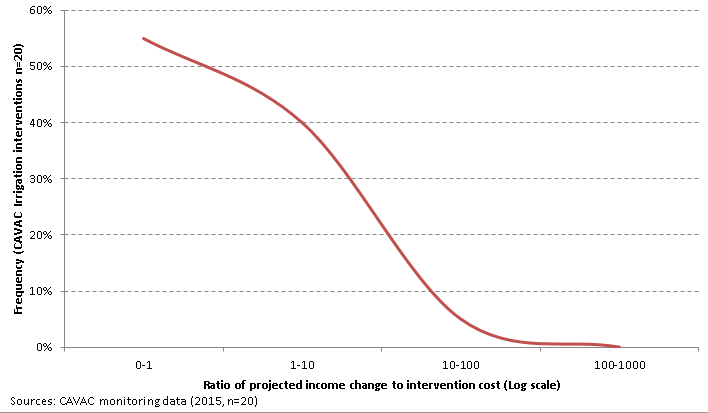 60%
50%
40%
30%
20%
10%
0%
Frequency (CAVAC Irrigation interventions n=20)
0-1 1-10 10-100 100-1000
Ratio of projected income change to intervention cost (Log scale)
Sources: CAVAC monitoring data (2015, n=20)